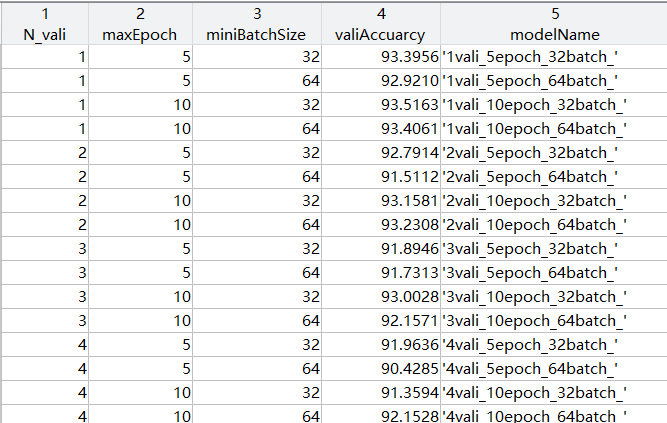 1 2 3 4 5
N_vali maxEpoch miniBatchSize valiAccuarcy modelName
1 5 32 93.3956 '1vali_5epoch_32batch_'
1 5 64 92.9210 '1vali_5epoch_64batch_'
1 10 32 93.5163 '1vali_10epoch_32batch_'
1 10 64 93.4061 '1vali_10epoch_64batch_'
2 5 32 92.7914 '2vali_5epoch_32batch_'
2 5 64 91.5112 '2vali_5epoch_64batch_'
2 10 32 93.1581 '2vali_10epoch_32batch_'
2 10 64 93.2308 '2vali_10epoch_64batch_'
3 5 32 91.8946 '3vali_5epoch_32batch_'
3 5 64 91.7313 '3vali_5epoch_64batch_'
3 10 32 93.0028 '3vali_10epoch_32batch_'
3 10 64 92.1571 '3vali_10epoch_64batch_'
4 5 32 91.9636 '4vali_5epoch_32batch_'
4 5 64 90.4285 '4vali_5epoch_64batch_'
4 10 32 91.3594 '4vali_10epoch_32batch_'
4 10 64 92.1528 '4vali_10epoch_64batch_'